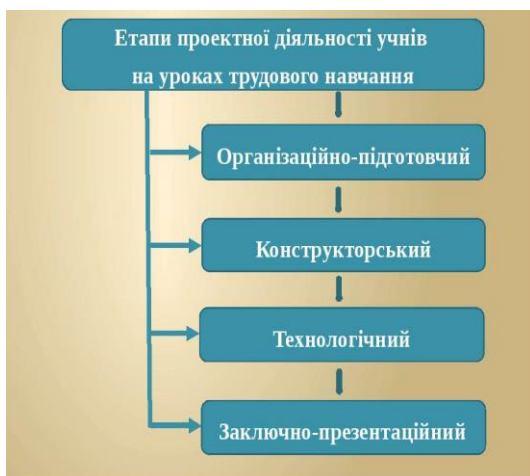 Етапи проектної діяльності учнів
на уроках трудового навчання
Організаційно-підготовчий
Конструкторський
Технологічний
Заключно-презентаційний